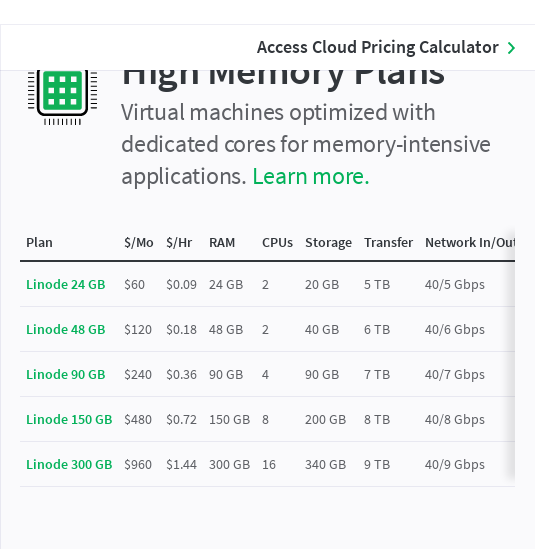 Access Cloud Pricing Calculator
High Memory Plans
Virtual machines optimized with
dedicated cores for memory-intensive
applications. Learn more.
Plan $/Mo $/Hr RAM CPUs Storage Transfer Network In/Out
Linode 24 GB $60 $0.09 24 GB 2 20 GB 5 TB 40/5 Gbps
Linode 48 GB $120 $0.18 48 GB 2 40 GB 6 TB 40/6 Gbps
Linode 90 GB $240 $0.36 90 GB 4 90 GB 7 TB 40/7 Gbps
Linode 150 GB $480 $0.72 150 GB 8 200 GB 8 TB 40/8 Gbps
Linode 300 GB $960 $1.44 300 GB 16 340 GB 9 TB 40/9 Gbps